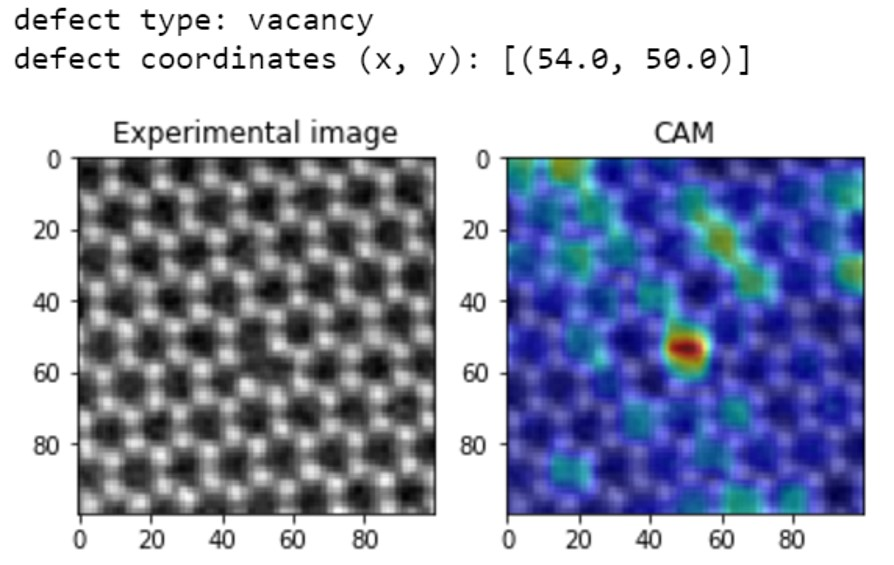 defect type: vacancy
defect coordinates (x, y): [(54.0, 50.0)]
Experimental image
CAM
0
20
40
60
80
0 20 40 60 80
0
20
40
60
80
0 20 40 60 80